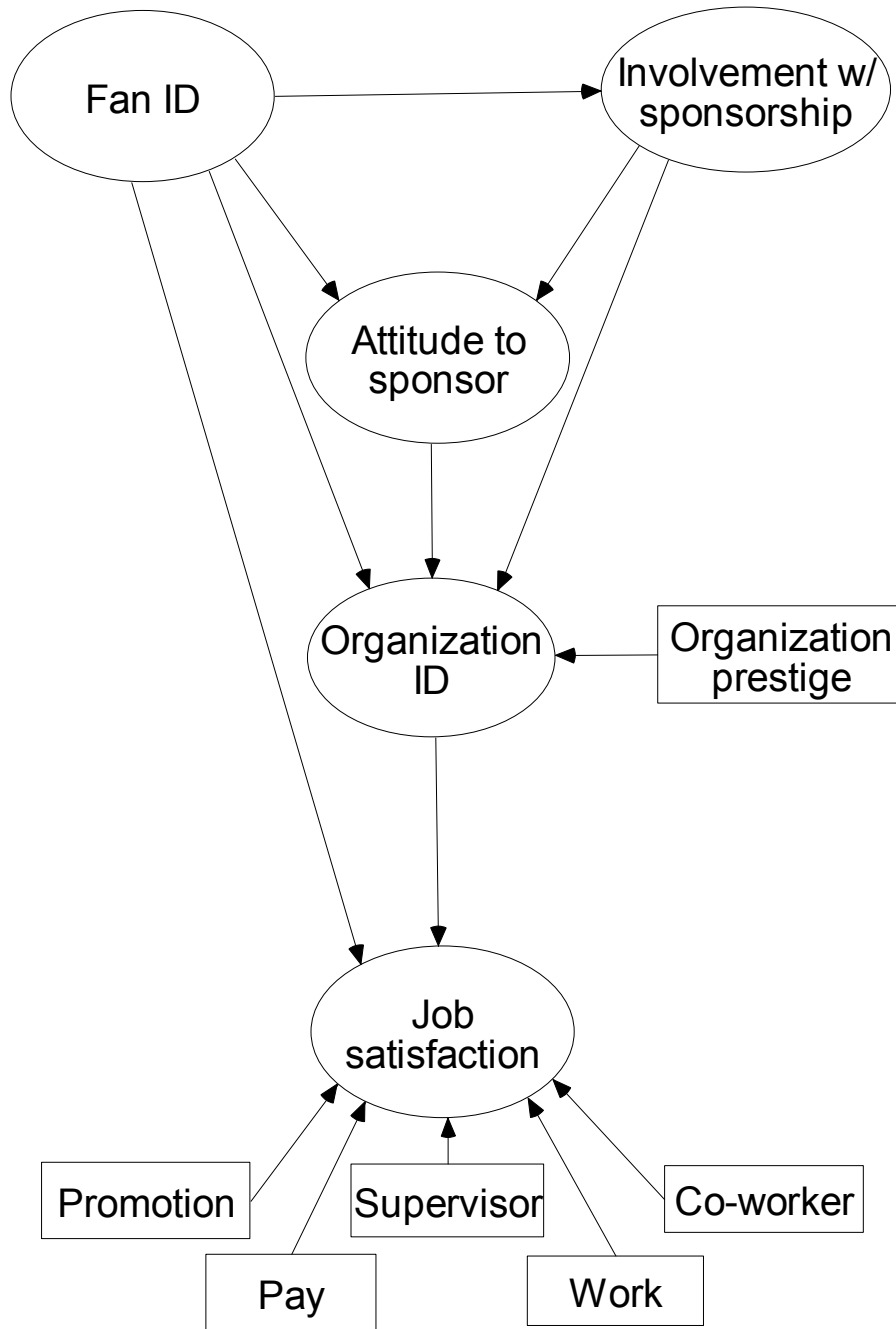 Fan ID
Involvement w/
sponsorship
Attitude to
sponsor
Organization
ID
Organization
prestige
Job
satisfaction
Promotion
Supervisor
Co-worker
Pay
Work